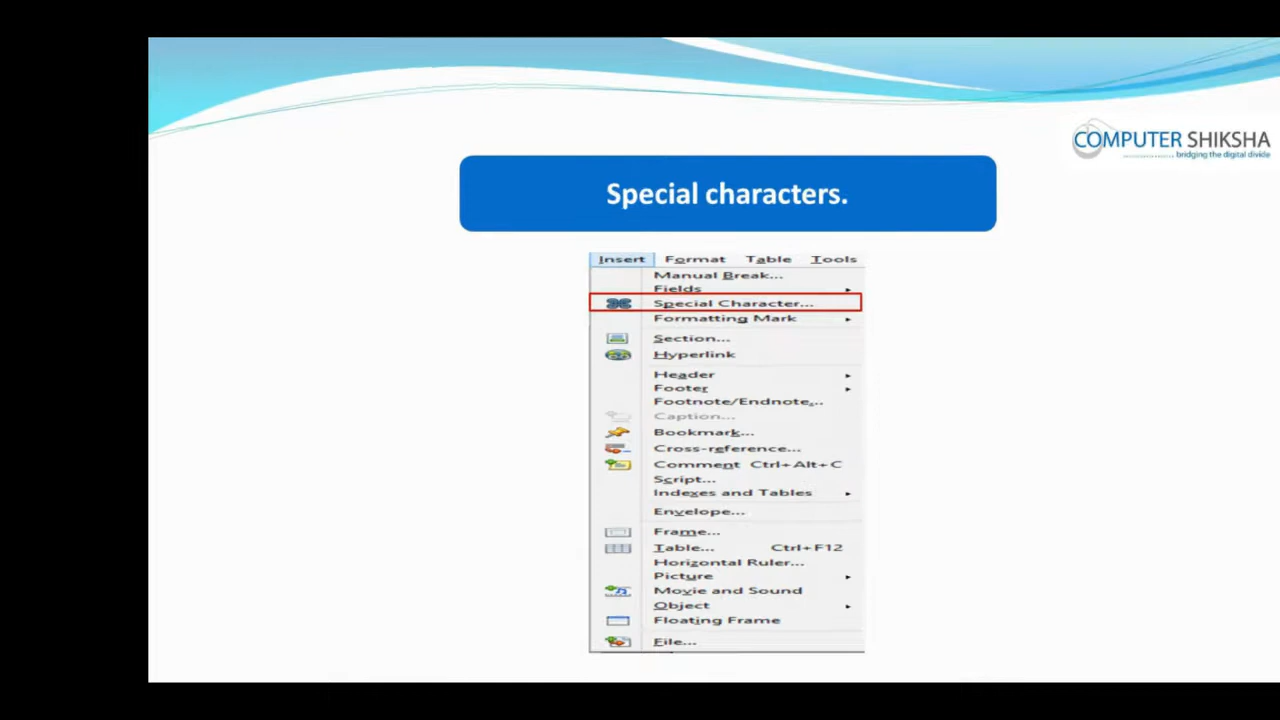 COMPUTER SHIKSHA
bridging the digital divide
Special characters.
Insert Format Table Tools
Manual Break...
Fields
Special Character...
Formatting Mark
Section...
Hyperlink
Header
Footer
Footnote/Endnote...
Caption...
Bookmark...
Cross-reference...
Comment Ctrl+Alt+C
Script...
Indexes and Tables
Envelope...
Frame...
Table... Ctrl+F12
Horizontal Ruler...
Picture
Movie and Sound
Object
Floating Frame
File...